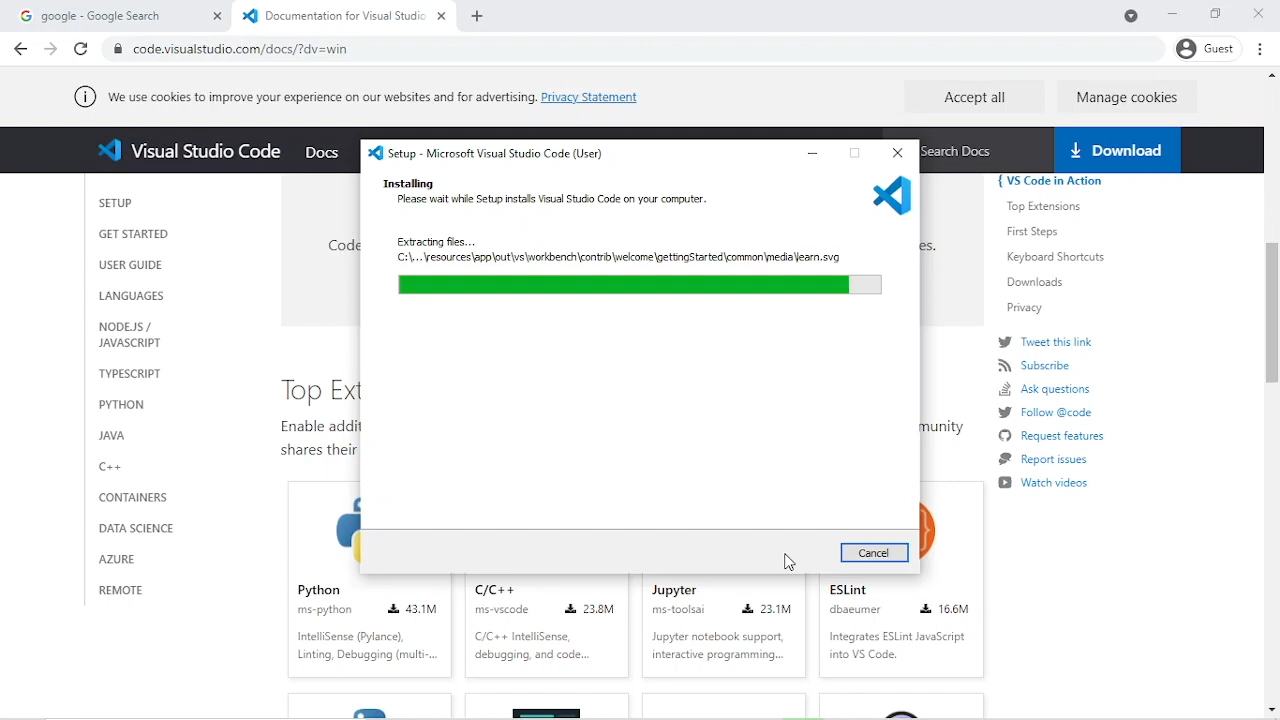 google - Google Search
Documentation for Visual Studio
code.visualstudio.com/docs/?dv=win
Guest
We use cookies to improve your experience on our websites and for advertising. Privacy Statement
Accept all
Manage cookies
Visual Studio Code
Docs
Search Docs
Download
Setup - Microsoft Visual Studio Code (User)
Installing
Please wait while Setup installs Visual Studio Code on your computer.
Extracting files...
C:\...\resources\app\out\vs\workbench\contrib\welcome\gettingStarted\common\media\learn.svg
Cancel
SETUP
GET STARTED
USER GUIDE
LANGUAGES
NODE.JS /
JAVASCRIPT
TYPESCRIPT
PYTHON
JAVA
C++
CONTAINERS
DATA SCIENCE
AZURE
REMOTE
Code
es.
Top Ext
Enable addit
munity
shares their
Python
ms-python
43.1M
IntelliSense (Pylance),
Linting, Debugging (multi-...
C/C++
ms-vscode
23.8M
C/C++ IntelliSense,
debugging, and code...
Jupyter
ms-toolsai
23.1M
Jupyter notebook support,
interactive programming...
ESLint
dbaeumer
16.6M
Integrates ESLint JavaScript
into VS Code.
VS Code in Action
Top Extensions
First Steps
Keyboard Shortcuts
Downloads
Privacy
Tweet this link
Subscribe
Ask questions
Follow @code
Request features
Report issues
Watch videos